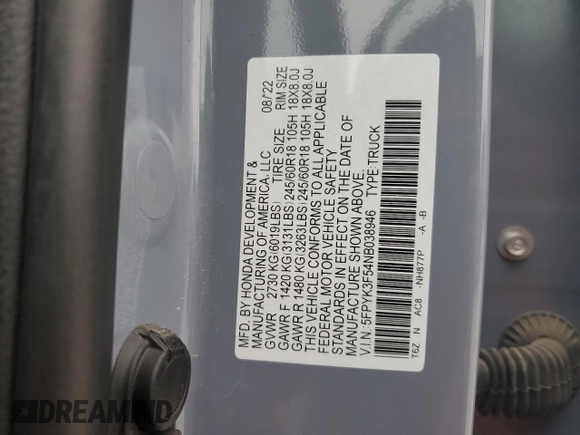 MFD. BY HONDA DEVELOPMENT &
MANUFACTURING OF AMERICA, LLC 08/'22
GVWR 2730 KG(6019LBS) TIRE SIZE RIM SIZE
GAWR F 1420 KG(3131LBS) 245/60R18 105H 18X8.0J
GAWR R 1480 KG(3263LBS) 245/60R18 105H 18X8.0J
THIS VEHICLE CONFORMS TO ALL APPLICABLE
FEDERAL MOTOR VEHICLE SAFETY
STANDARDS IN EFFECT ON THE DATE OF
MANUFACTURE SHOWN ABOVE.
V.I.N.:5FPYK3F54NB038946 TYPE:TRUCK
T6Z N AC8 -NH877P -A -B
DREAMBID